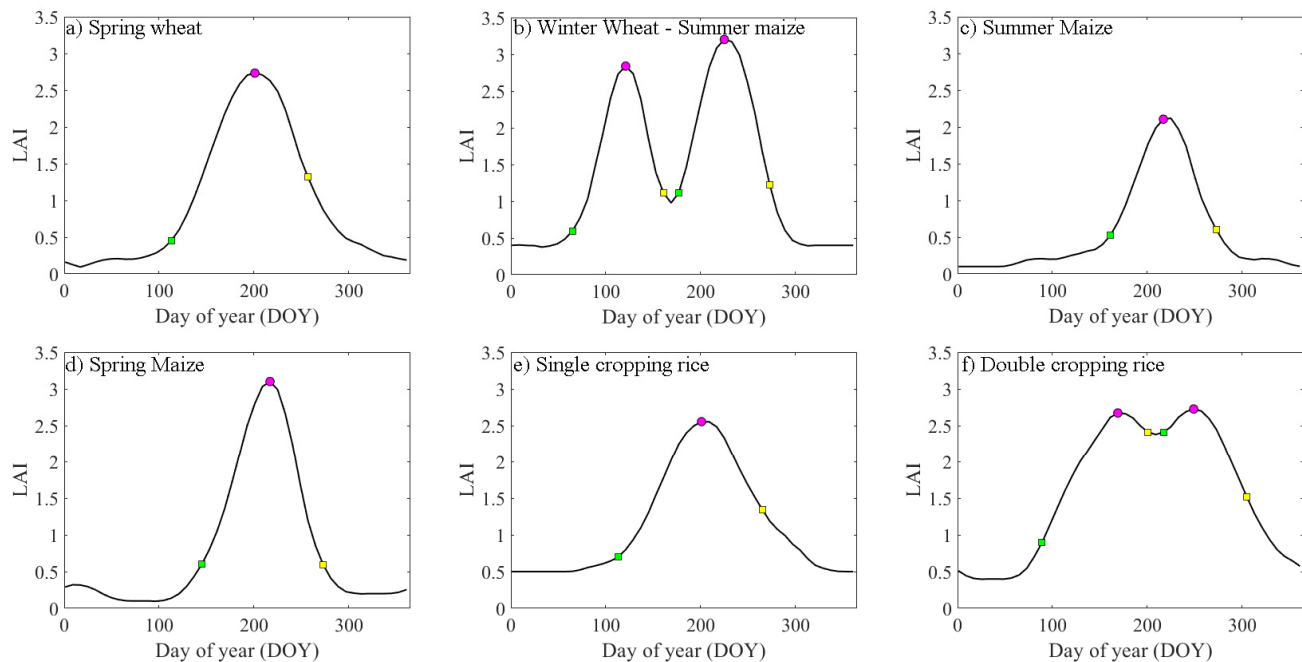 a) Spring wheat
3.5
3
2.5
2
1.5
1
0.5
0
LAI
0 100 200 300
Day of year (DOY)
b) Winter Wheat - Summer maize
3.5
3
2.5
2
1.5
1
0.5
0
LAI
0 100 200 300
Day of year (DOY)
c) Summer Maize
3.5
3
2.5
2
1.5
1
0.5
0
LAI
0 100 200 300
Day of year (DOY)
d) Spring Maize
3.5
3
2.5
2
1.5
1
0.5
0
LAI
0 100 200 300
Day of year (DOY)
e) Single cropping rice
3.5
3
2.5
2
1.5
1
0.5
0
LAI
0 100 200 300
Day of year (DOY)
f) Double cropping rice
3.5
3
2.5
2
1.5
1
0.5
0
LAI
0 100 200 300
Day of year (DOY)